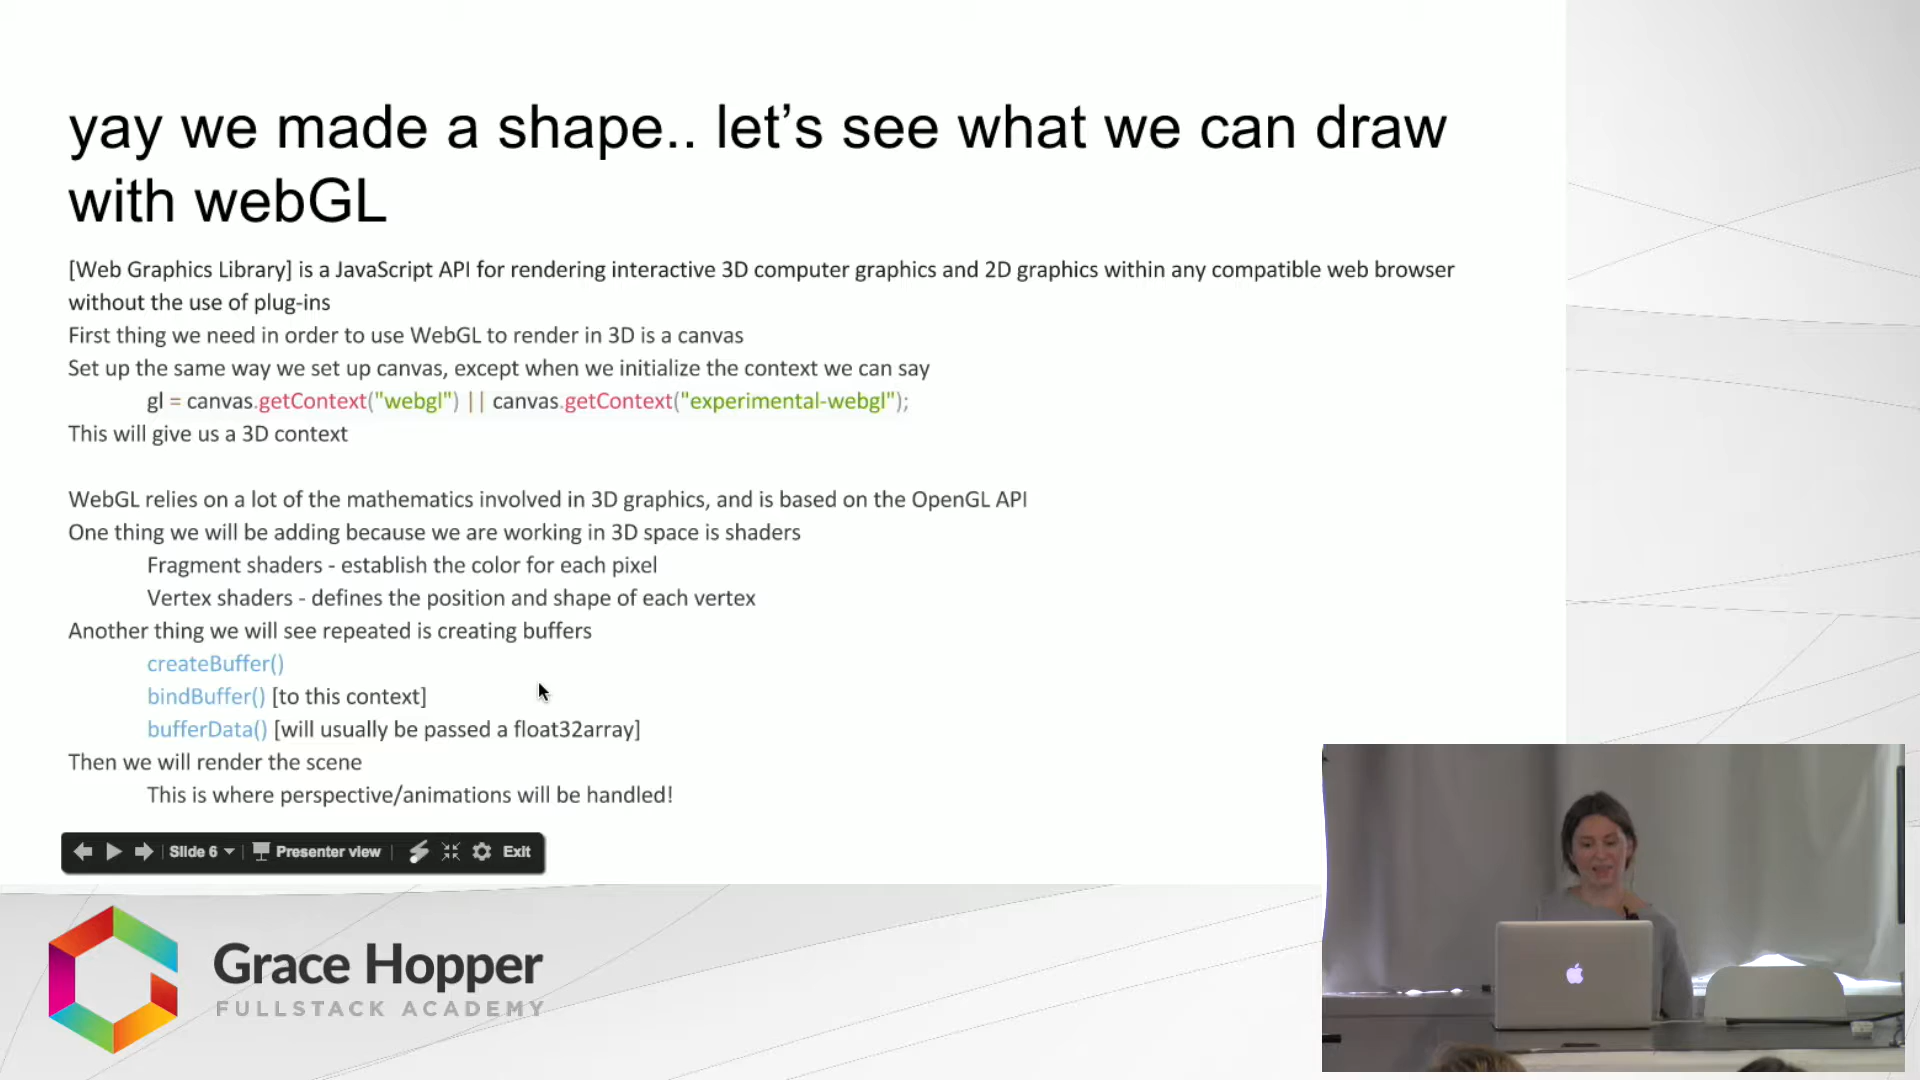 yay we made a shape.. let's see what we can draw
with webGL
[Web Graphics Library] is a JavaScript API for rendering interactive 3D computer graphics and 2D graphics within any compatible web browser
without the use of plug-ins
First thing we need in order to use WebGL to render in 3D is a canvas
Set up the same way we set up canvas, except when we initialize the context we can say
gl = canvas.getContext("webgl") || canvas.getContext("experimental-webgl");
This will give us a 3D context
WebGL relies on a lot of the mathematics involved in 3D graphics, and is based on the OpenGL API
One thing we will be adding because we are working in 3D space is shaders
Fragment shaders - establish the color for each pixel
Vertex shaders - defines the position and shape of each vertex
Another thing we will see repeated is creating buffers
createBuffer()
bindBuffer() [to this context]
bufferData() [will usually be passed a float32array]
Then we will render the scene
This is where perspective/animations will be handled!
Slide 6 Presenter view Exit
Grace Hopper
FULLSTACK ACADEMY